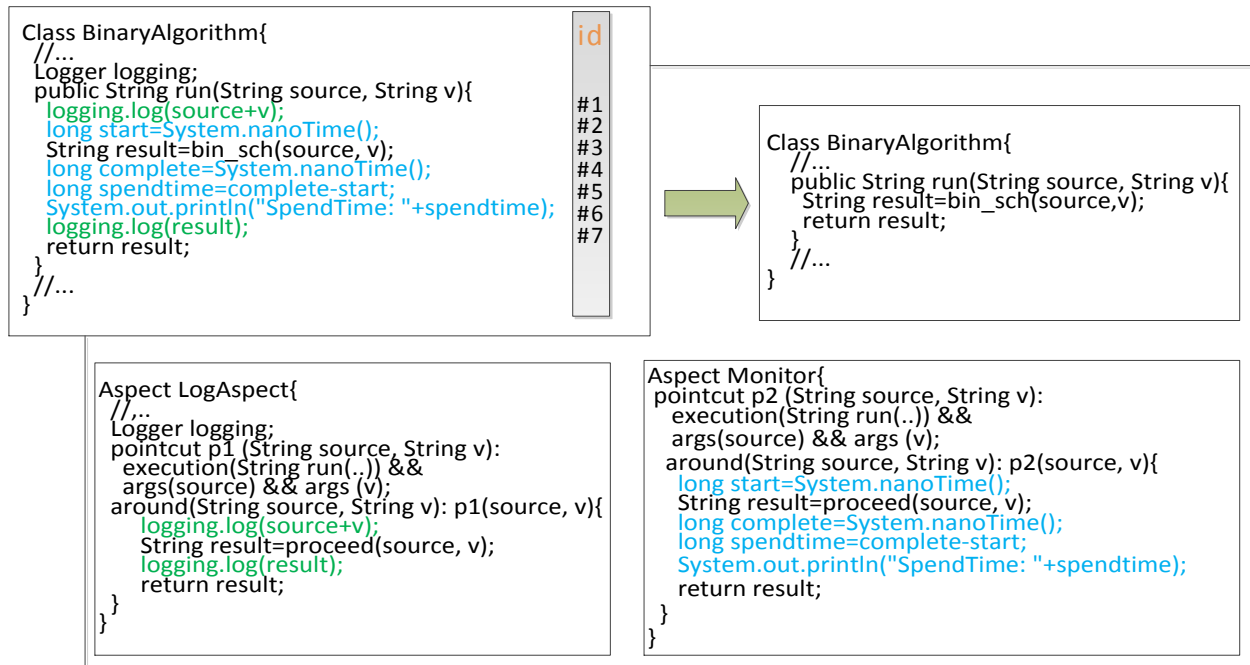 Class BinaryAlgorithm{
//...
Logger logging;
public String run(String source, String v){
logging.log(source+v);
long start=System.nanoTime();
String result=bin_sch(source, v);
long complete=System.nanoTime();
long spendtime=complete-start;
System.out.println("SpendTime: "+spendtime);
logging.log(result);
return result;
}
//...
}
id
#1
#2
#3
#4
#5
#6
#7
Class BinaryAlgorithm{
//...
public String run(String source, String v){
String result=bin_sch(source,v);
return result;
}
//...
}
Aspect LogAspect{
//,..
Logger logging;
pointcut p1 (String source, String v):
execution(String run(..)) &&
args(source) && args (v);
around(String source, String v): p1(source, v){
logging.log(source+v);
String result=proceed(source, v);
logging.log(result);
return result;
}
}
Aspect Monitor{
pointcut p2 (String source, String v):
execution(String run(..)) &&
args(source) && args (v);
around(String source, String v): p2(source, v){
long start=System.nanoTime();
String result=proceed(source, v);
long complete=System.nanoTime();
long spendtime=complete-start;
System.out.println("SpendTime: "+spendtime);
return result;
}
}